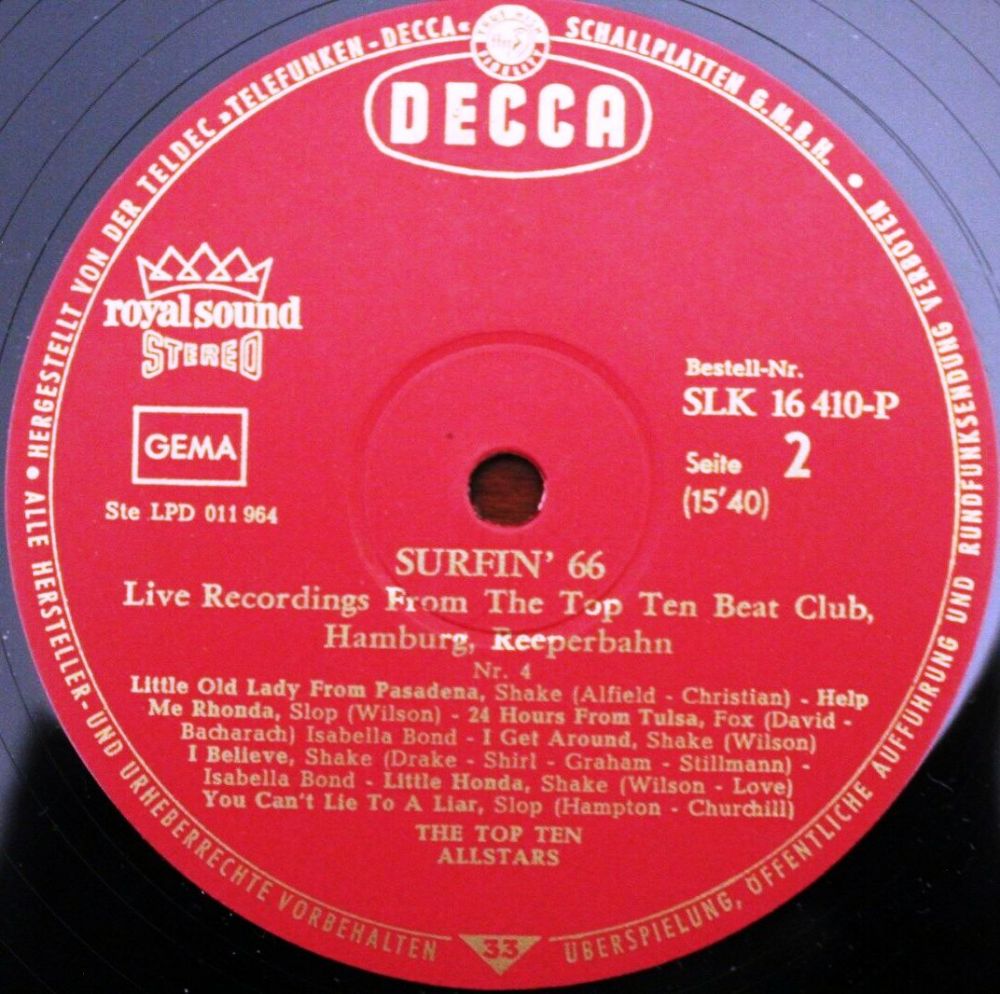 HERGESTELLT VON DER TELDEC »TELEFUNKEN-DECCA« SCHALLPLATTEN G.M.B.H. •
DECCA
royal sound
STEREO
GEMA
Ste LPD 011 964
Bestell-Nr.
SLK 16 410-P
Seite 2
(15'40)
SURFIN' 66
Live Recordings From The Top Ten Beat Club,
Hamburg, Reeperbahn
Nr. 4
Little Old Lady From Pasadena, Shake (Alfield - Christian) - Help
Me Rhonda, Slop (Wilson) - 24 Hours From Tulsa, Fox (David -
Bacharach) Isabella Bond - I Get Around, Shake (Wilson)
I Believe, Shake (Drake - Shirl - Graham - Stillmann) -
Isabella Bond - Little Honda, Shake (Wilson - Love)
You Can't Lie To A Liar, Slop (Hampton - Churchill)
THE TOP TEN
ALLSTARS
• ALLE HERSTELLER- UND URHEBERRECHTE VORBEHALTEN
33
ÜBERSPIELUNG, ÖFFENTLICHE AUFFÜHRUNG UND RUNDFUNKSENDUNG VERBOTEN